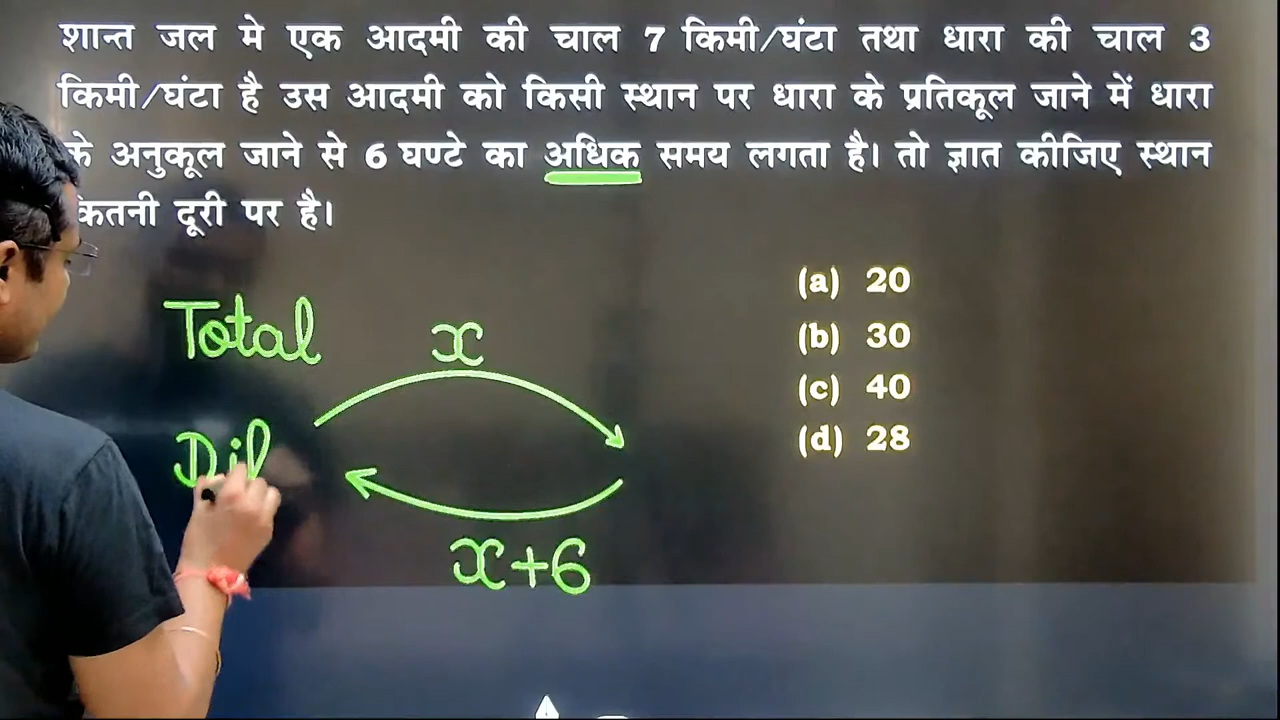 शान्त जल मे एक आदमी की चाल 7 किमी/घंटा तथा धारा की चाल 3
किमी/घंटा है उस आदमी को किसी स्थान पर धारा के प्रतिकूल जाने में धारा
के अनुकूल जाने से 6 घण्टे का अधिक समय लगता है। तो ज्ञात कीजिए स्थान
कितनी दूरी पर है।
(a) 20
(b) 30
(c) 40
(d) 28
Total
x
Dif
x+6